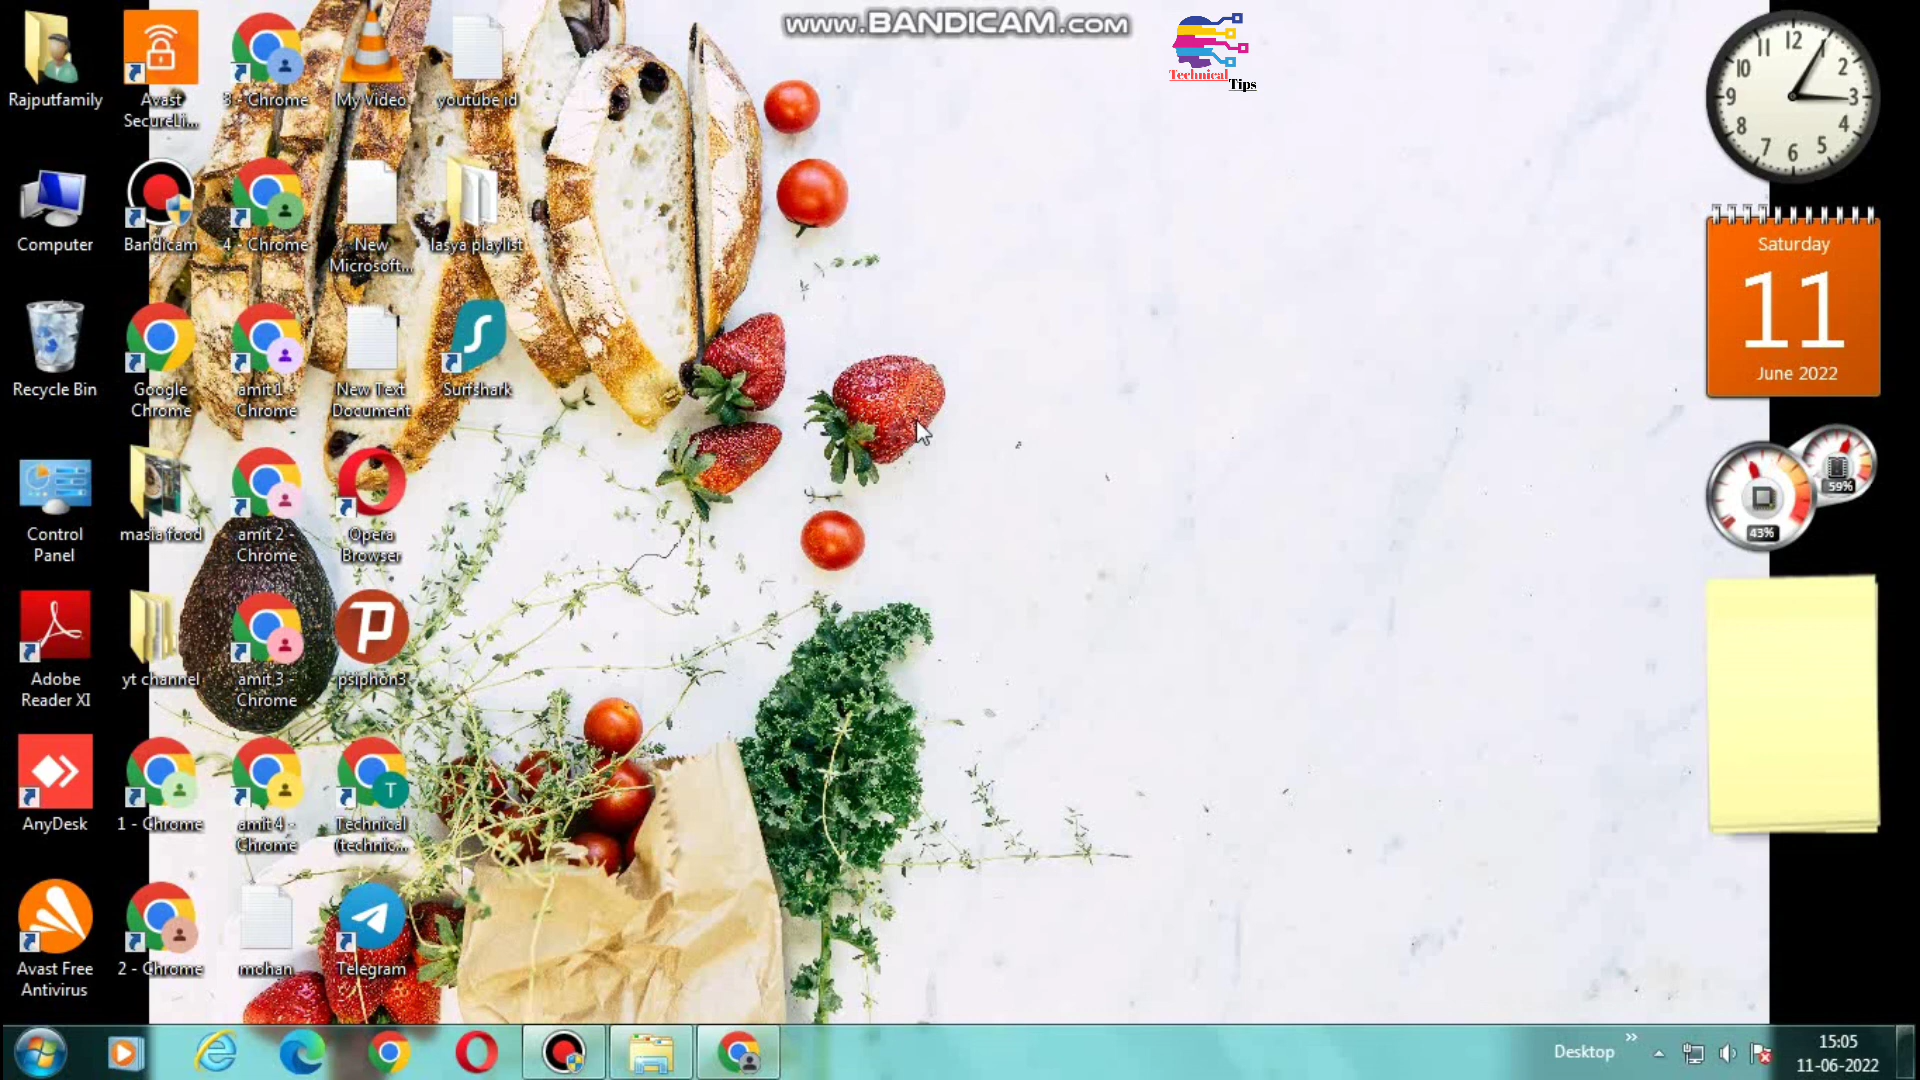 www.BANDICAM.com
Technical
Tips
Rajputfamily
Avast
SecureLi...
3 - Chrome
My Video
youtube id
Computer
Bandicam
4 - Chrome
New
Microsoft...
lasya playlist
Recycle Bin
Google
Chrome
amit 1 -
Chrome
New Text
Document
Surfshark
Control
Panel
masia food
amit 2 -
Chrome
Opera
Browser
Adobe
Reader XI
yt channel
amit 3 -
Chrome
psiphon3
AnyDesk
1 - Chrome
amit 4 -
Chrome
T
Technical
(technic...
Avast Free
Antivirus
2 - Chrome
mohan
Telegram
12
1
2
3
4
5
6
7
8
9
10
11
Saturday
11
June 2022
59%
43%
Desktop
15:05
11-06-2022